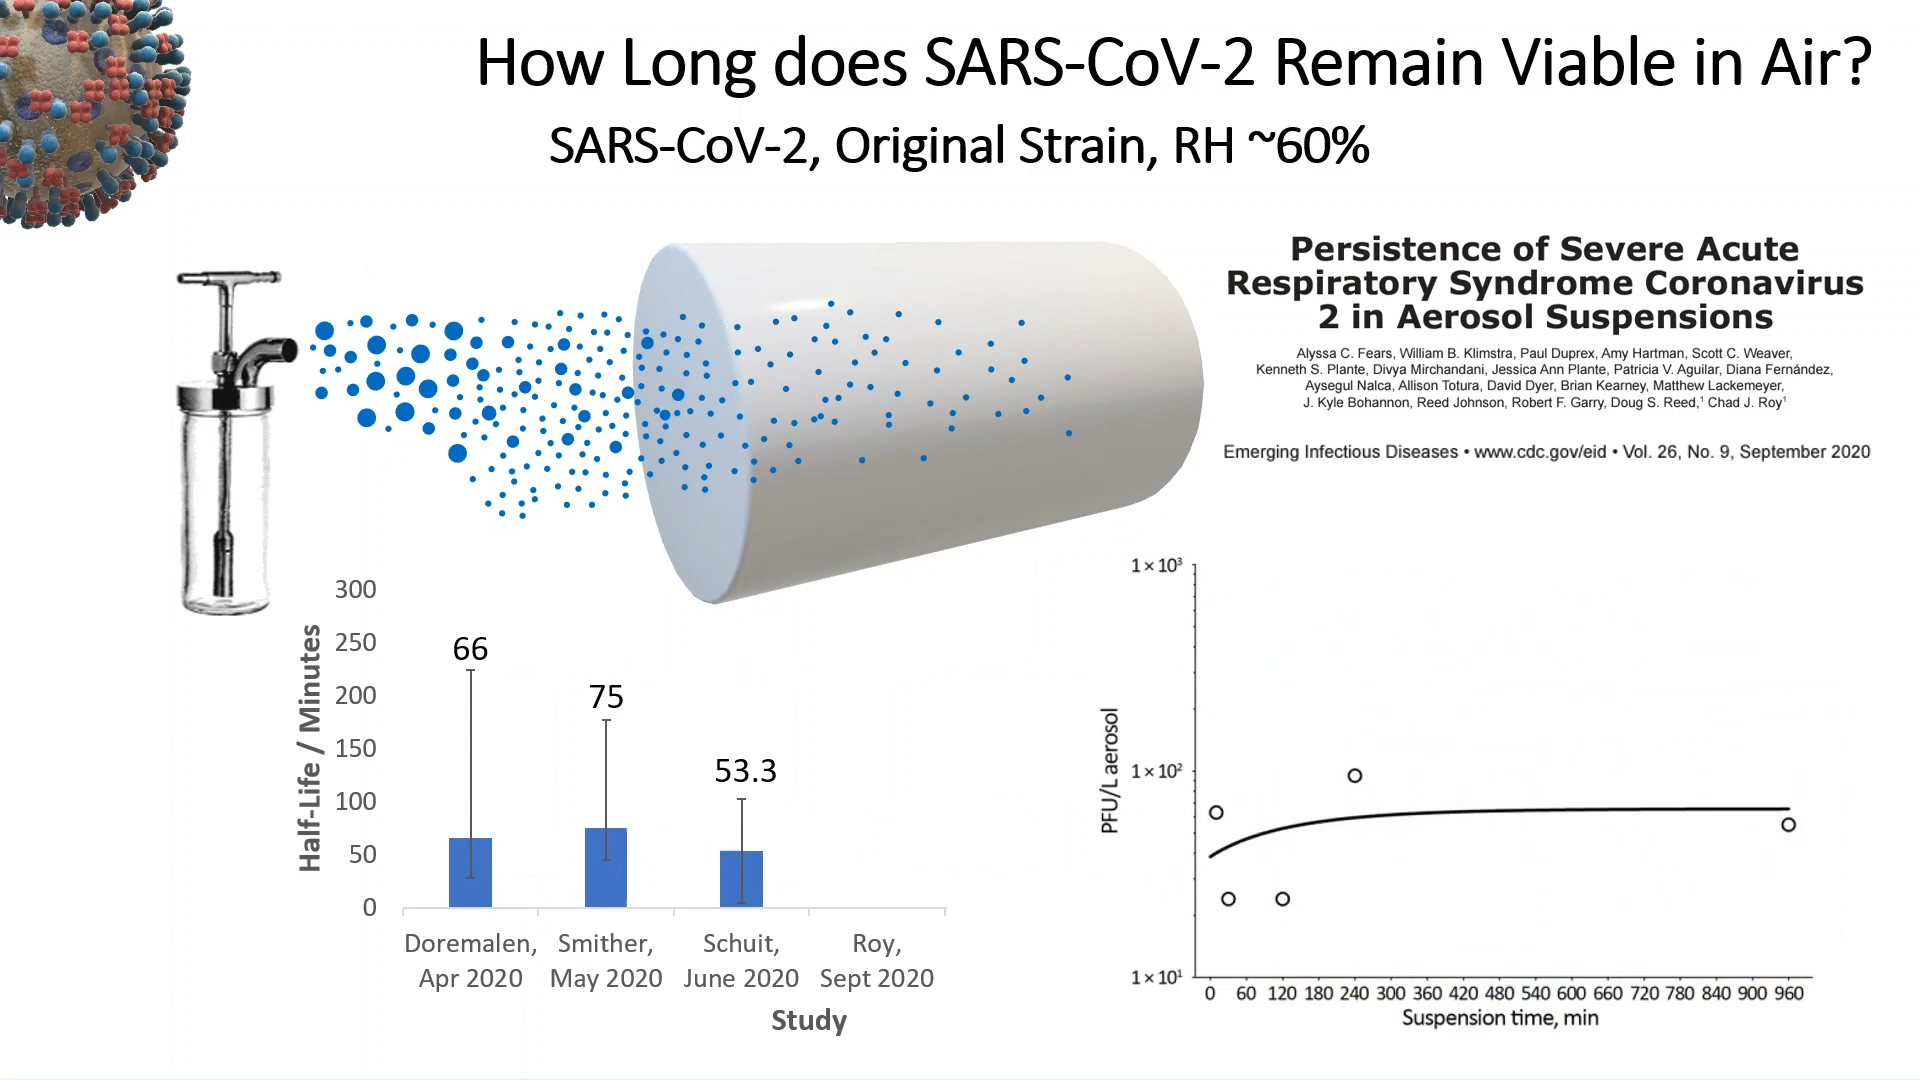 How Long does SARS-CoV-2 Remain Viable in Air?
SARS-CoV-2, Original Strain, RH ~60%
Persistence of Severe Acute
Respiratory Syndrome Coronavirus
2 in Aerosol Suspensions
Alyssa C. Fears, William B. Klimstra, Paul Duprex, Amy Hartman, Scott C. Weaver,
Kenneth S. Plante, Divya Mirchandani, Jessica Ann Plante, Patricia V. Aguilar, Diana Fernández,
Aysegul Nalca, Allison Totura, David Dyer, Brian Kearney, Matthew Lackemeyer,
J. Kyle Bohannon, Reed Johnson, Robert F. Garry, Doug S. Reed,¹ Chad J. Roy¹
Emerging Infectious Diseases • www.cdc.gov/eid • Vol. 26, No. 9, September 2020
Half-Life / Minutes
300
250
200
150
100
50
0
66
75
53.3
Doremalen,
Apr 2020
Smither,
May 2020
Schuit,
June 2020
Roy,
Sept 2020
Study
PFU/L aerosol
1 × 10³
1 × 10²
1 × 10¹
0 60 120 180 240 300 360 420 480 540 600 660 720 780 840 900 960
Suspension time, min